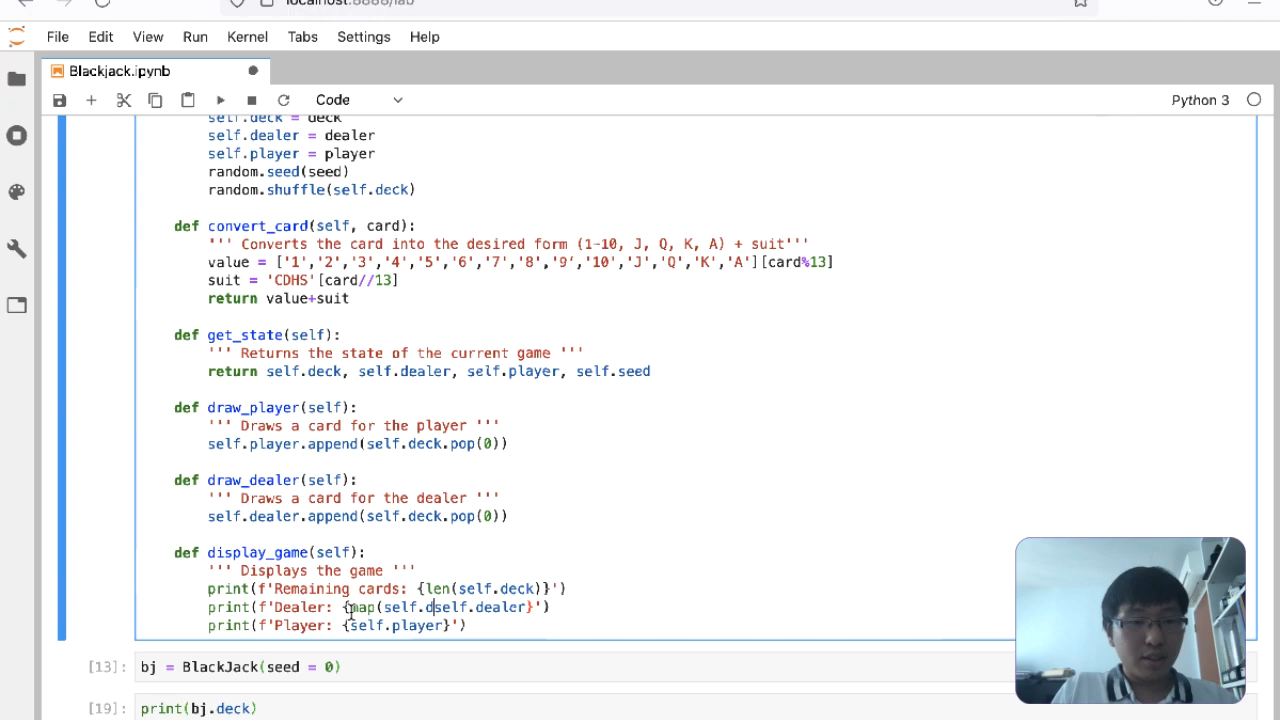 localhost:8888/lab
File Edit View Run Kernel Tabs Settings Help
Blackjack.ipynb
Code Python 3
self.deck = deck
self.dealer = dealer
self.player = player
random.seed(seed)
random.shuffle(self.deck)
def convert_card(self, card):
''' Converts the card into the desired form (1-10, J, Q, K, A) + suit'''
value = ['1','2','3','4','5','6','7','8','9','10','J','Q','K','A'][card%13]
suit = 'CDHS'[card//13]
return value+suit
def get_state(self):
''' Returns the state of the current game '''
return self.deck, self.dealer, self.player, self.seed
def draw_player(self):
''' Draws a card for the player '''
self.player.append(self.deck.pop(0))
def draw_dealer(self):
''' Draws a card for the dealer '''
self.dealer.append(self.deck.pop(0))
def display_game(self):
''' Displays the game '''
print(f'Remaining cards: {len(self.deck)}')
print(f'Dealer: {map(self.dself.dealer}')
print(f'Player: {self.player}')
[13]: bj = BlackJack(seed = 0)
[19]: print(bj.deck)